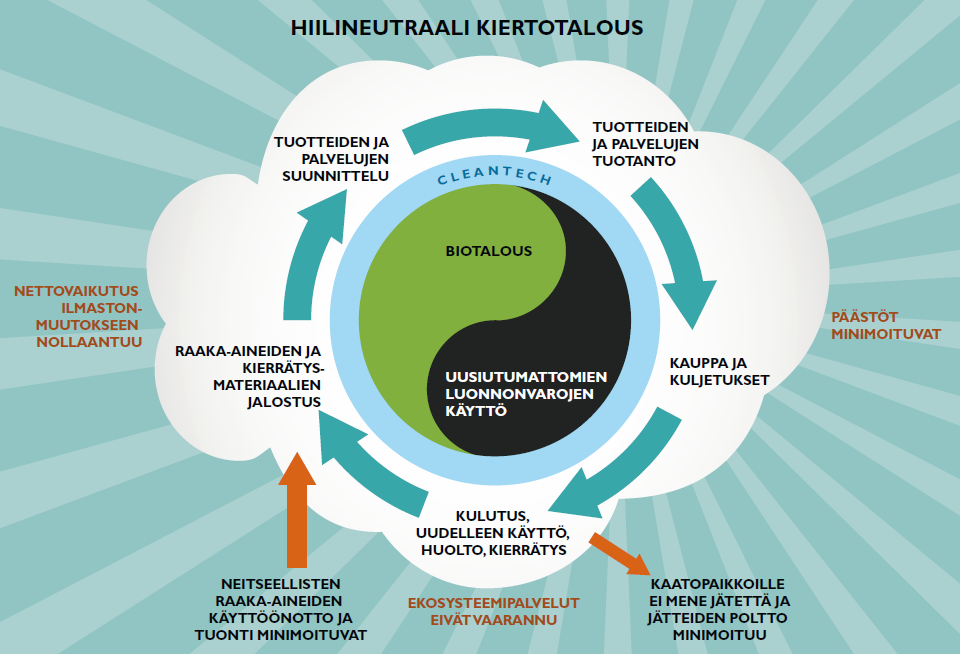 HIILINEUTRAALI KIERTOTALOUS
TUOTTEIDEN JA
PALVELUJEN
SUUNNITTELU
TUOTTEIDEN
JA PALVELUJEN
TUOTANTO
CLEANTECH
BIOTALOUS
NETTOVAIKUTUS
ILMASTON-
MUUTOKSEEN
NOLLAANTUU
PÄÄSTÖT
MINIMOITUVAT
RAAKA-AINEIDEN JA
KIERRÄTYS-
MATERIAALIEN
JALOSTUS
UUSIUTUMATTOMIEN
LUONNONVAROJEN
KÄYTTÖ
KAUPPA JA
KULJETUKSET
KULUTUS,
UUDELLEEN KÄYTTÖ,
HUOLTO, KIERRÄTYS
NEITSEELLISTEN
RAAKA-AINEIDEN
KÄYTTÖÖNOTTO JA
TUONTI MINIMOITUVAT
EKOSYSTEEMIPALVELUT
EIVÄT VAARANNU
KAATOPAIKKOILLE
EI MENE JÄTETTÄ JA
JÄTTEIDEN POLTTO
MINIMOITUU